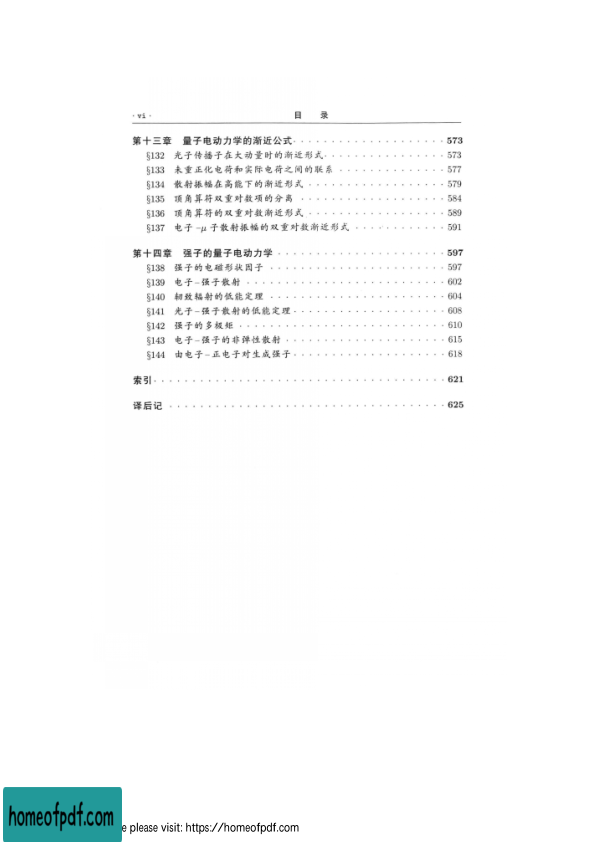 · vi ·
目 录
第十三章 量子电动力学的渐近公式 · · · · · · · · · · · · · · · · · · · · 573
§132 光子传播子在大动量时的渐近形式 · · · · · · · · · · · · · · · · 573
§133 未重正化电荷和实际电荷之间的联系 · · · · · · · · · · · · · · 577
§134 散射振幅在高能下的渐近形式 · · · · · · · · · · · · · · · · · · 579
§135 顶角算符双重对数项的分离 · · · · · · · · · · · · · · · · · · · 584
§136 顶角算符的双重对数渐近形式 · · · · · · · · · · · · · · · · · · 589
§137 电子-μ子散射振幅的双重对数渐近形式 · · · · · · · · · · · · 591
第十四章 强子的量子电动力学 · · · · · · · · · · · · · · · · · · · · · · 597
§138 强子的电磁形状因子 · · · · · · · · · · · · · · · · · · · · · · · 597
§139 电子-强子散射 · · · · · · · · · · · · · · · · · · · · · · · · · · 602
§140 轫致辐射的低能定理 · · · · · · · · · · · · · · · · · · · · · · · 604
§141 光子-强子散射的低能定理 · · · · · · · · · · · · · · · · · · · · 608
§142 强子的多极矩 · · · · · · · · · · · · · · · · · · · · · · · · · · · 610
§143 电子-强子的非弹性散射 · · · · · · · · · · · · · · · · · · · · · 615
§144 由电子-正电子对生成强子 · · · · · · · · · · · · · · · · · · · · 618
索引 · · · · · · · · · · · · · · · · · · · · · · · · · · · · · · · · · · · · · · 621
译后记 · · · · · · · · · · · · · · · · · · · · · · · · · · · · · · · · · · · · 625
homeofpdf.com
e please visit: https://homeofpdf.com